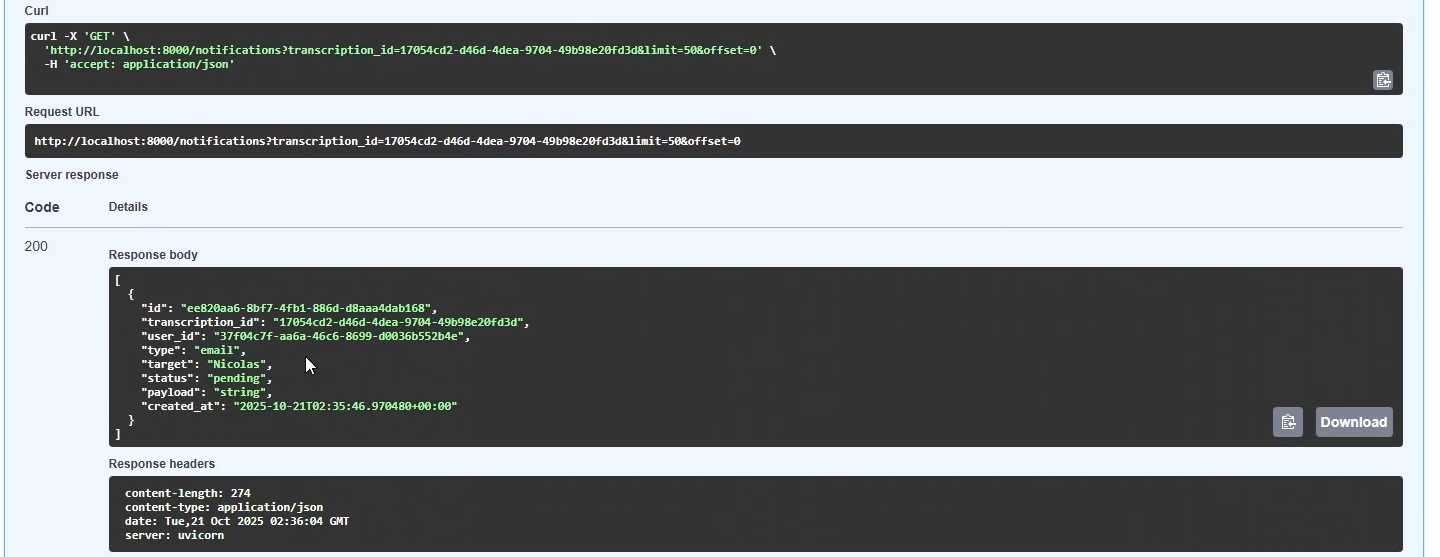 Curl
curl -X 'GET' \
  'http://localhost:8000/notifications?transcription_id=17054cd2-d46d-4dea-9704-49b98e20fd3d&limit=50&offset=0' \
  -H 'accept: application/json'
Request URL
http://localhost:8000/notifications?transcription_id=17054cd2-d46d-4dea-9704-49b98e20fd3d&limit=50&offset=0
Server response
Code Details
200
Response body
[
  {
    "id": "ee820aa6-8bf7-4fb1-886d-d8aaa4dab168",
    "transcription_id": "17054cd2-d46d-4dea-9704-49b98e20fd3d",
    "user_id": "37f04c7f-aa6a-46c6-8699-d0036b552b4e",
    "type": "email",
    "target": "Nicolas",
    "status": "pending",
    "payload": "string",
    "created_at": "2025-10-21T02:35:46.970480+00:00"
  }
]
Download
Response headers
content-length: 274
content-type: application/json
date: Tue,21 Oct 2025 02:36:04 GMT
server: uvicorn